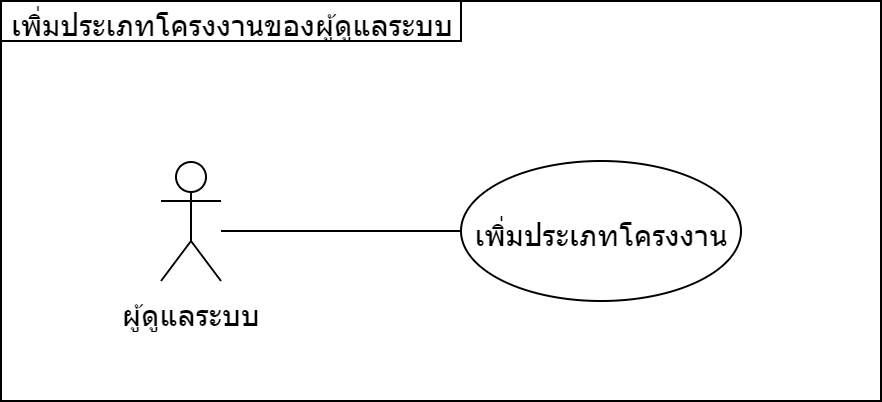 เพิ่มประเภทโครงงานของผู้ดูแลระบบ
เพิ่มประเภทโครงงาน
ผู้ดูแลระบบ